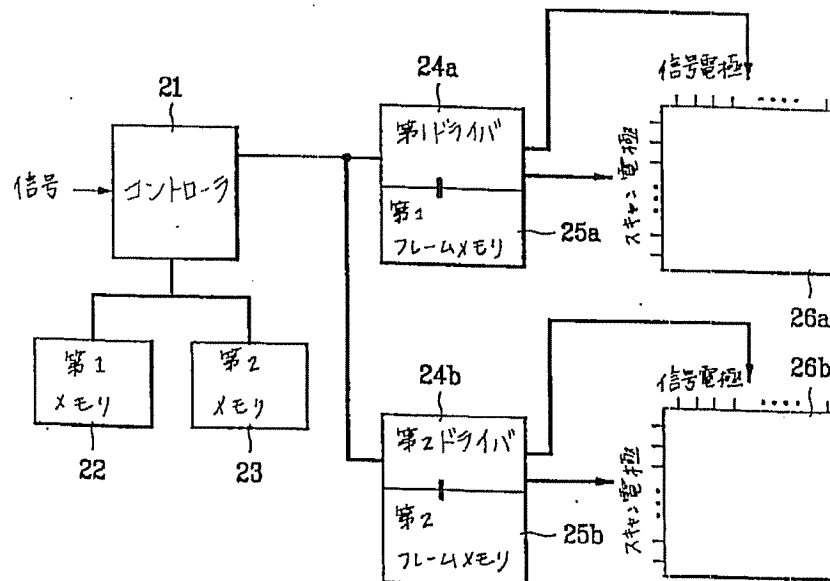 21
信号
コントローラ
第1
メモリ
22
第2
メモリ
23
24a
第1ドライバ
第1
フレームメモリ
25a
信号電極
スキャン電極
26a
24b
第2ドライバ
第2
フレームメモリ
25b
信号電極
26b
スキャン電極